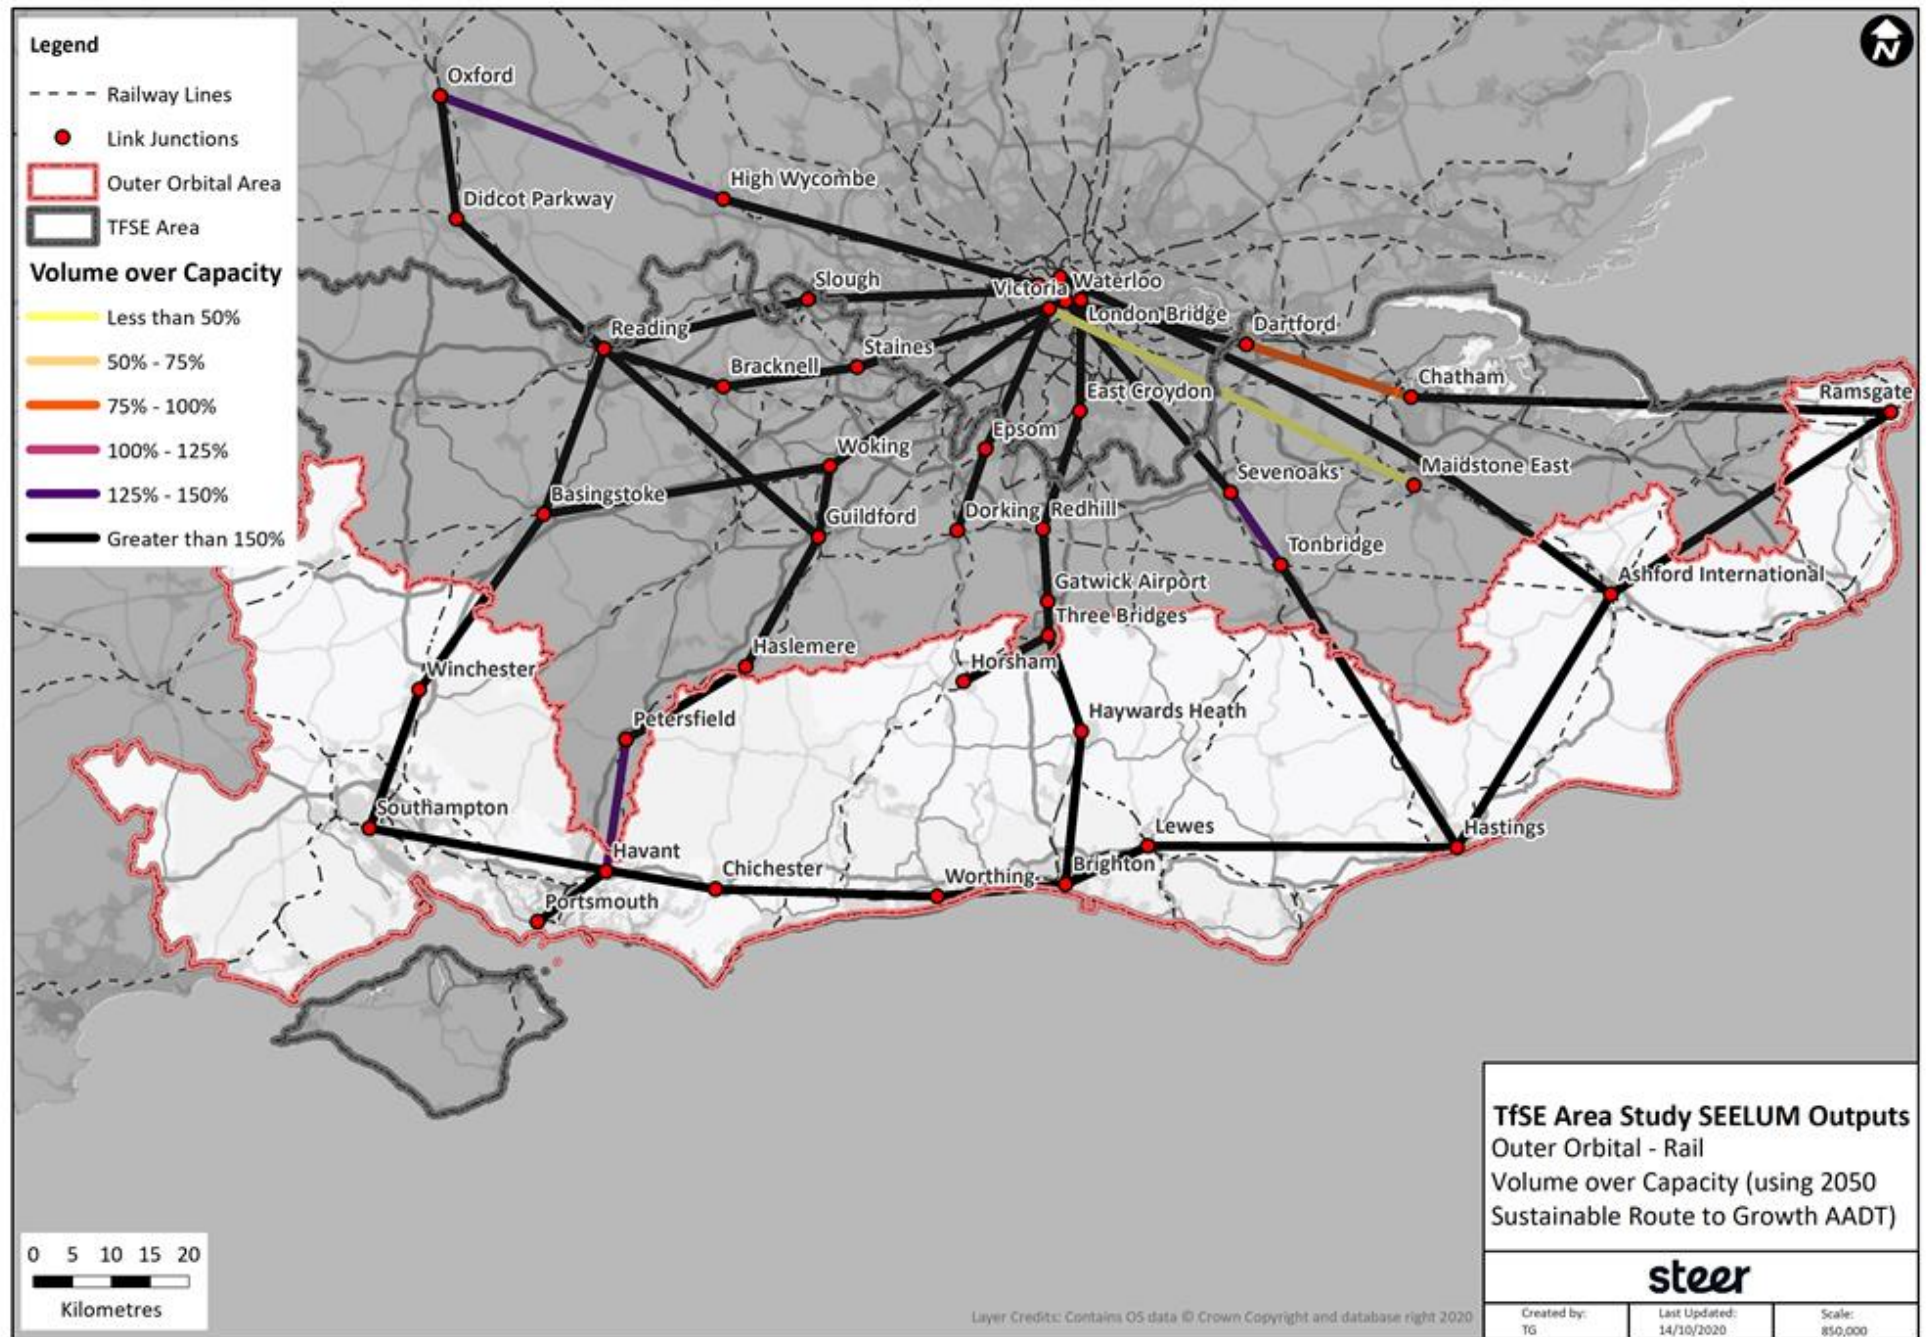 Legend
Railway Lines
Link Junctions
Outer Orbital Area
TFSE Area
Volume over Capacity
Less than 50%
50% - 75%
75% - 100%
100% - 125%
125% - 150%
Greater than 150%
N
Oxford
High Wycombe
Didcot Parkway
Slough
Victoria
Waterloo
London Bridge
Reading
Dartford
Bracknell
Staines
Chatham
Ramsgate
East Croydon
Epsom
Woking
Sevenoaks
Maidstone East
Basingstoke
Guildford
Dorking
Redhill
Tonbridge
Gatwick Airport
Ashford International
Three Bridges
Haslemere
Horsham
Winchester
Petersfield
Haywards Heath
Southampton
Lewes
Hastings
Havant
Chichester
Worthing
Brighton
Portsmouth
0 5 10 15 20
Kilometres
Layer Credits: Contains OS data © Crown Copyright and database right 2020
TfSE Area Study SEELUM Outputs
Outer Orbital - Rail
Volume over Capacity (using 2050
Sustainable Route to Growth AADT)
steer
Created by:
TG
Last Updated:
14/10/2020
Scale:
850,000